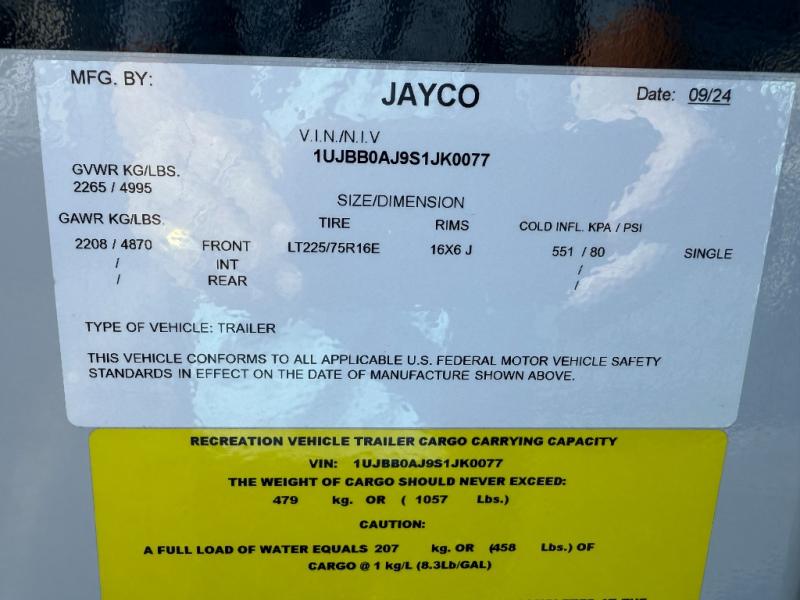 MFG. BY: JAYCO Date: 09/24
V.I.N./N.I.V
1UJBB0AJ9S1JK0077
GVWR KG/LBS.
2265 / 4995
SIZE/DIMENSION
GAWR KG/LBS. TIRE RIMS COLD INFL. KPA / PSI
2208 / 4870 FRONT LT225/75R16E 16X6 J 551 / 80 SINGLE
/ INT /
/ REAR /
TYPE OF VEHICLE: TRAILER
THIS VEHICLE CONFORMS TO ALL APPLICABLE U.S. FEDERAL MOTOR VEHICLE SAFETY
STANDARDS IN EFFECT ON THE DATE OF MANUFACTURE SHOWN ABOVE.
RECREATION VEHICLE TRAILER CARGO CARRYING CAPACITY
VIN: 1UJBB0AJ9S1JK0077
THE WEIGHT OF CARGO SHOULD NEVER EXCEED:
479 kg. OR ( 1057 Lbs.)
CAUTION:
A FULL LOAD OF WATER EQUALS 207 kg. OR (458 Lbs.) OF
CARGO @ 1 kg/L (8.3Lb/GAL)